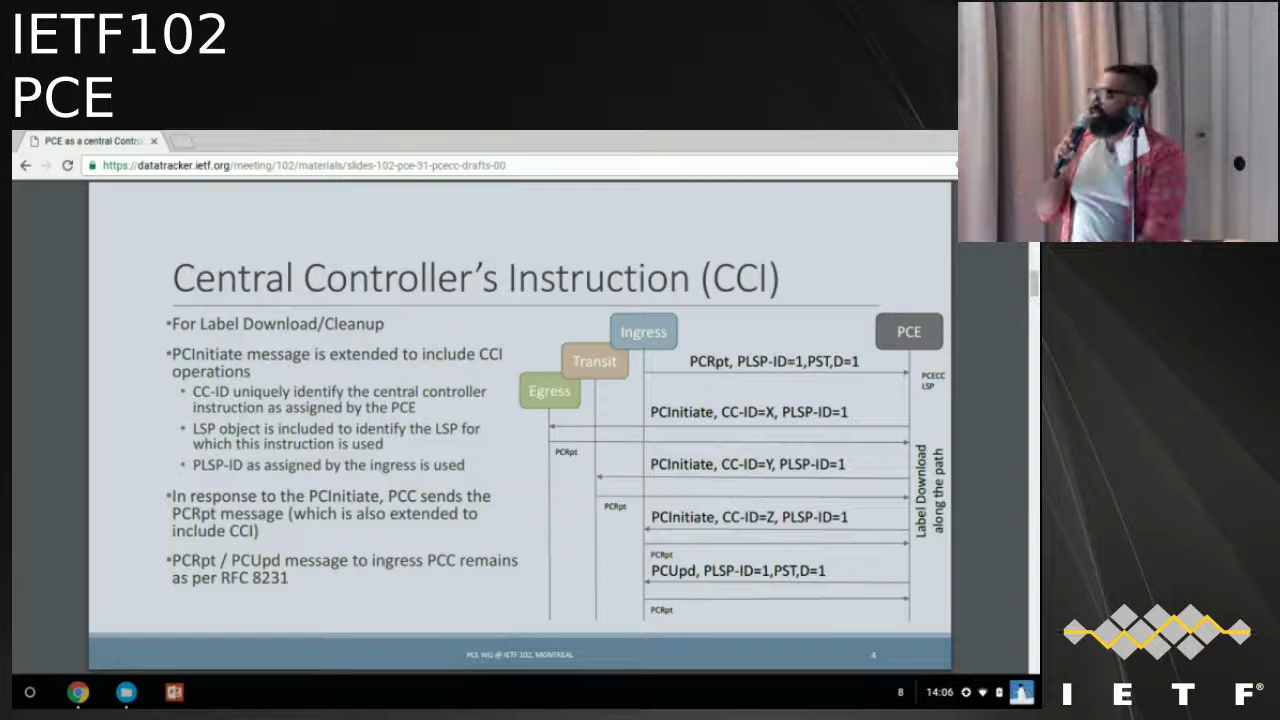 IETF102
PCE
PCE as a central Contr
https://datatracker.ietf.org/meeting/102/materials/slides-102-pce-31-pcecc-drafts-00
Central Controller's Instruction (CCI)
•For Label Download/Cleanup
•PCInitiate message is extended to include CCI
operations
• CC-ID uniquely identify the central controller
instruction as assigned by the PCE
• LSP object is included to identify the LSP for
which this instruction is used
• PLSP-ID as assigned by the ingress is used
•In response to the PCInitiate, PCC sends the
PCRpt message (which is also extended to
include CCI)
•PCRpt / PCUpd message to ingress PCC remains
as per RFC 8231
Ingress
PCE
Transit
Egress
PCRpt, PLSP-ID=1,PST,D=1
PCECC
LSP
PCInitiate, CC-ID=X, PLSP-ID=1
PCRpt
PCInitiate, CC-ID=Y, PLSP-ID=1
PCRpt
PCInitiate, CC-ID=Z, PLSP-ID=1
PCRpt
PCUpd, PLSP-ID=1,PST,D=1
PCRpt
Label Download
along the path
PCE WG @ IETF-102, MONTREAL
4
8
14:06
I E T F®